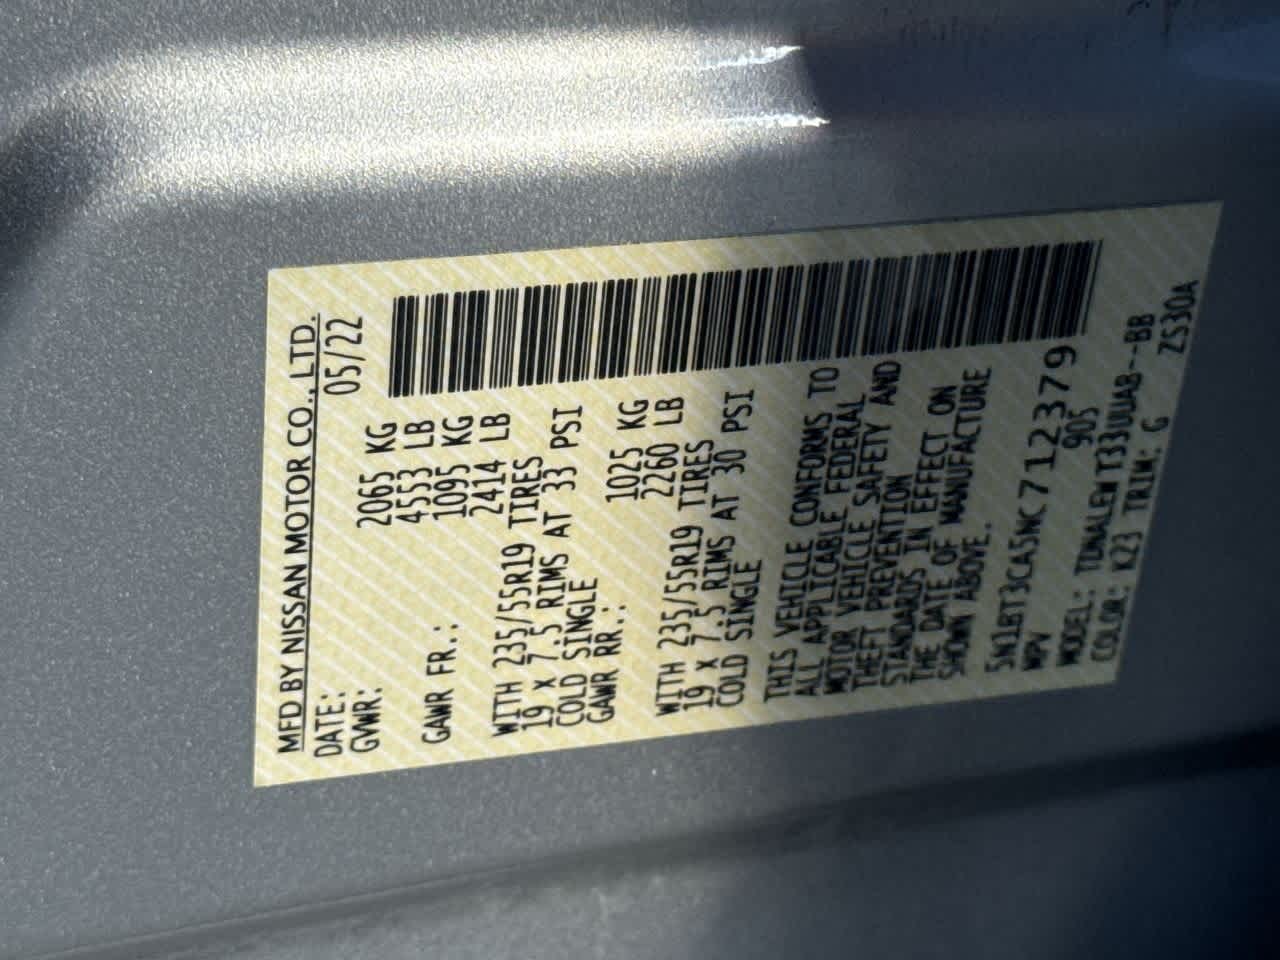 MFD BY NISSAN MOTOR CO., LTD.
DATE: 05/22
GVWR: 2065 KG
4553 LB
GAWR FR.: 1095 KG
2414 LB
WITH 235/55R19 TIRES
19 X 7.5 RIMS AT 33 PSI
COLD SINGLE
GAWR RR.: 1025 KG
2260 LB
WITH 235/55R19 TIRES
19 X 7.5 RIMS AT 30 PSI
COLD SINGLE
THIS VEHICLE CONFORMS TO
ALL APPLICABLE FEDERAL
MOTOR VEHICLE SAFETY AND
THEFT PREVENTION
STANDARDS IN EFFECT ON
THE DATE OF MANUFACTURE
SHOWN ABOVE.
5N1BT3CA5NC712379
MPV 905
MODEL: TDNALEWT33UUAB--BB
COLOR: K23 TRIM: G ZS30A